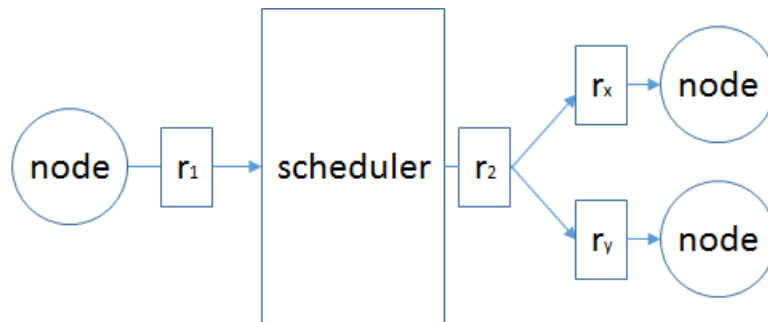 node
r1
scheduler
r2
rx
node
ry
node